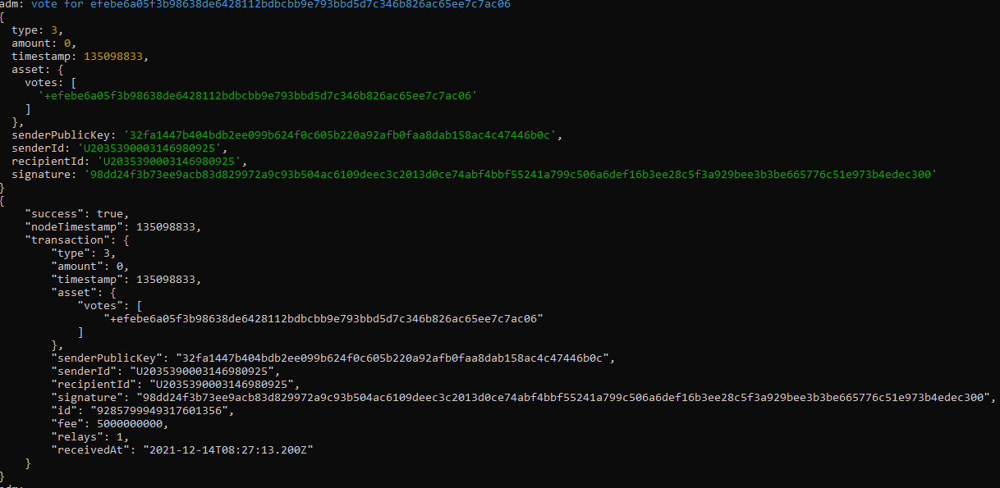 adm: vote for efebe6a05f3b98638de6428112bdbcbb9e793bbd5d7c346b826ac65ee7c7ac06
{
  type: 3,
  amount: 0,
  timestamp: 135098833,
  asset: {
    votes: [
      '+efebe6a05f3b98638de6428112bdbcbb9e793bbd5d7c346b826ac65ee7c7ac06'
    ]
  },
  senderPublicKey: '32fa1447b404bdb2ee099b624f0c605b220a92afb0faa8dab158ac4c47446b0c',
  senderId: 'U2035390003146980925',
  recipientId: 'U2035390003146980925',
  signature: '98dd24f3b73ee9acb83d829972a9c93b504ac6109deec3c2013d0ce74abf4bbf55241a799c506a6def16b3ee28c5f3a929bee3b3be665776c51e973b4edec300'
}
{
    "success": true,
    "nodeTimestamp": 135098833,
    "transaction": {
        "type": 3,
        "amount": 0,
        "timestamp": 135098833,
        "asset": {
            "votes": [
                "+efebe6a05f3b98638de6428112bdbcbb9e793bbd5d7c346b826ac65ee7c7ac06"
            ]
        },
        "senderPublicKey": "32fa1447b404bdb2ee099b624f0c605b220a92afb0faa8dab158ac4c47446b0c",
        "senderId": "U2035390003146980925",
        "recipientId": "U2035390003146980925",
        "signature": "98dd24f3b73ee9acb83d829972a9c93b504ac6109deec3c2013d0ce74abf4bbf55241a799c506a6def16b3ee28c5f3a929bee3b3be665776c51e973b4edec300",
        "id": "9285799949317601356",
        "fee": 5000000000,
        "relays": 1,
        "receivedAt": "2021-12-14T08:27:13.200Z"
    }
}
adm: